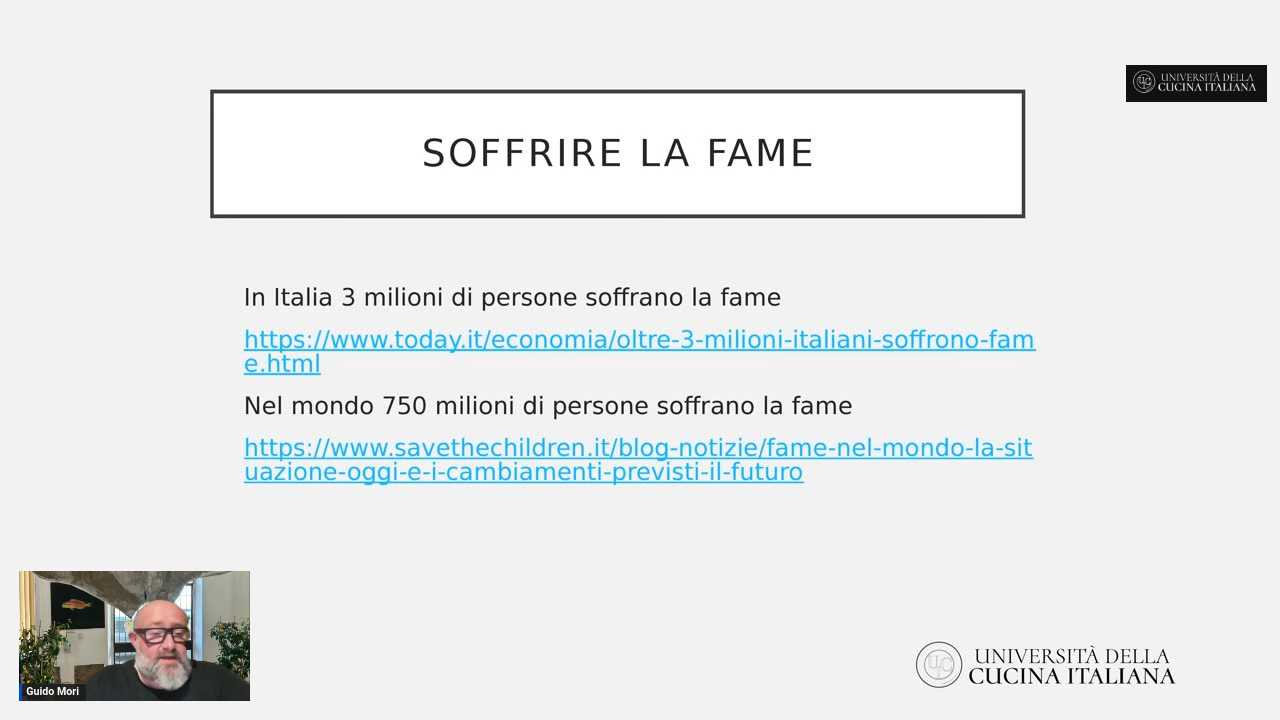 UNIVERSITÀ DELLA
CUCINA ITALIANA
SOFFRIRE LA FAME
In Italia 3 milioni di persone soffrano la fame
https://www.today.it/economia/oltre-3-milioni-italiani-soffrono-fam
e.html
Nel mondo 750 milioni di persone soffrano la fame
https://www.savethechildren.it/blog-notizie/fame-nel-mondo-la-sit
uazione-oggi-e-i-cambiamenti-previsti-il-futuro
Guido Mori
UC
UNIVERSITÀ DELLA
CUCINA ITALIANA